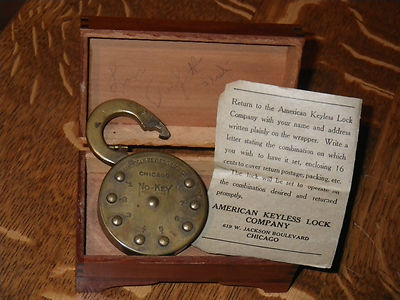 CHICAGO
NO-KEY
Return to the American Keyless Lock
Company with your name and address
written plainly on the wrapper. Write a
letter stating the combination on which
you wish to have it set, enclosing 16
cents to cover return postage, packing, etc.
The lock will be set to operate on
the combination desired and returned
promptly.
AMERICAN KEYLESS LOCK
COMPANY
619 W. JACKSON BOULEVARD
CHICAGO